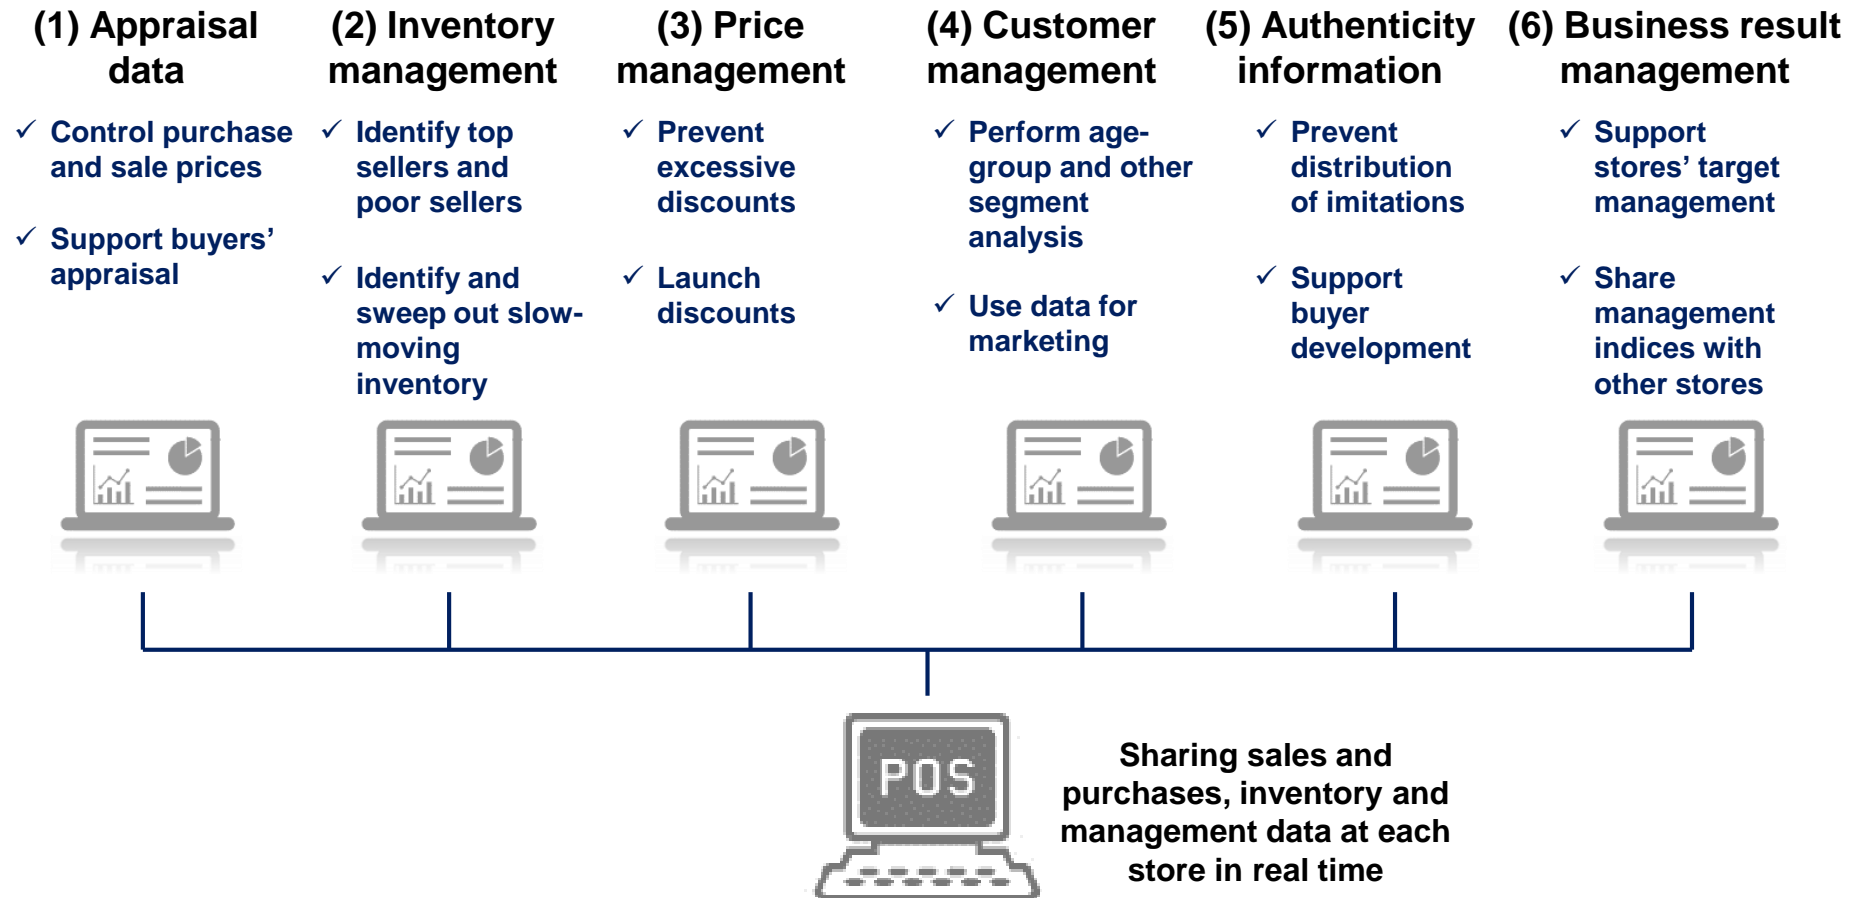 (1) Appraisal
data
✓ Control purchase
and sale prices
✓ Support buyers’
appraisal
(2) Inventory
management
✓ Identify top
sellers and
poor sellers
✓ Identify and
sweep out slow-
moving
inventory
(3) Price
management
✓ Prevent
excessive
discounts
✓ Launch
discounts
(4) Customer
management
✓ Perform age-
group and other
segment
analysis
✓ Use data for
marketing
(5) Authenticity
information
✓ Prevent
distribution
of imitations
✓ Support
buyer
development
(6) Business result
management
✓ Support
stores’ target
management
✓ Share
management
indices with
other stores
POS
Sharing sales and
purchases, inventory and
management data at each
store in real time